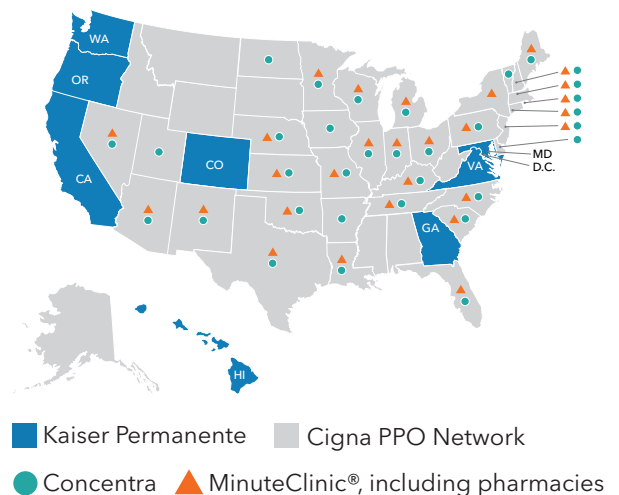 WA
OR
CA
CO
MD
VA
D.C.
GA
HI
Kaiser Permanente
Cigna PPO Network
Concentra
MinuteClinic®, including pharmacies